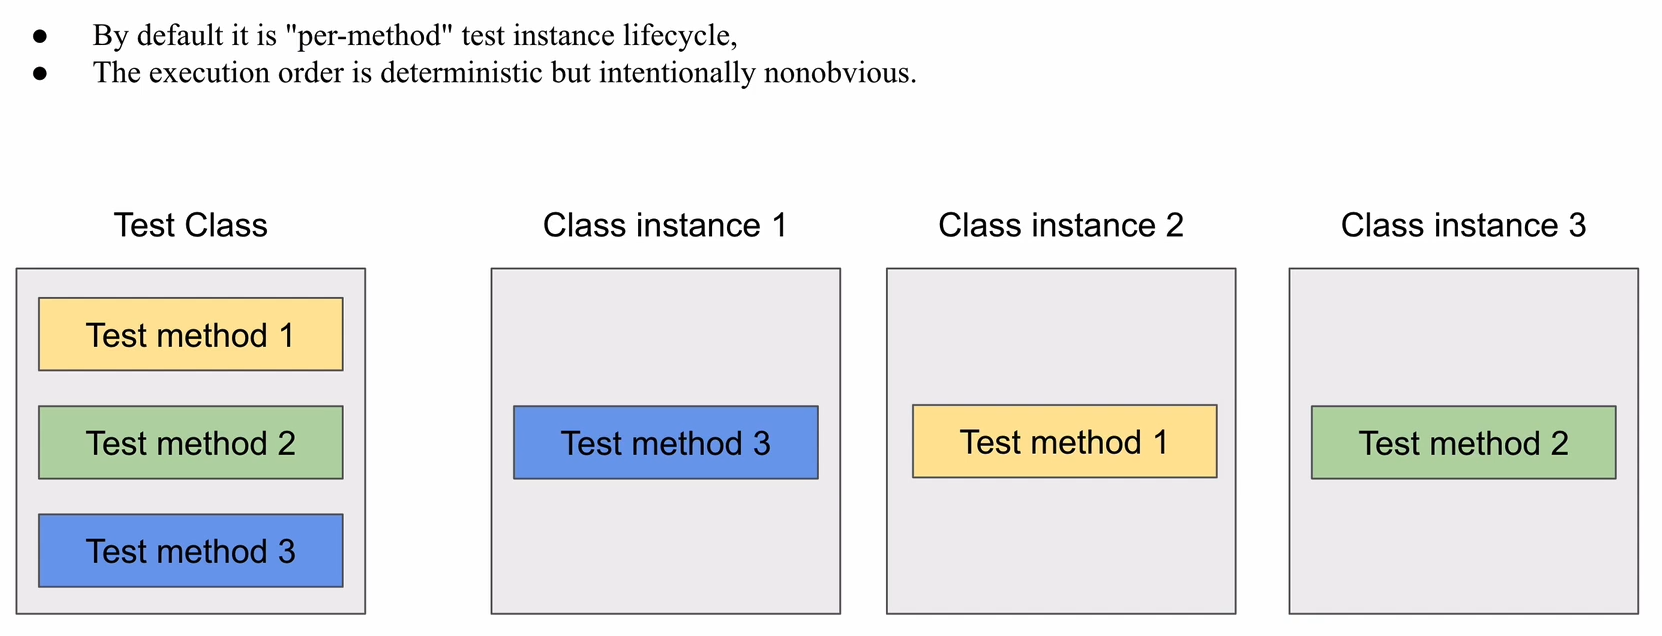 ● By default it is "per-method" test instance lifecycle,
● The execution order is deterministic but intentionally nonobvious.
Test Class
Test method 1
Test method 2
Test method 3
Class instance 1
Test method 3
Class instance 2
Test method 1
Class instance 3
Test method 2